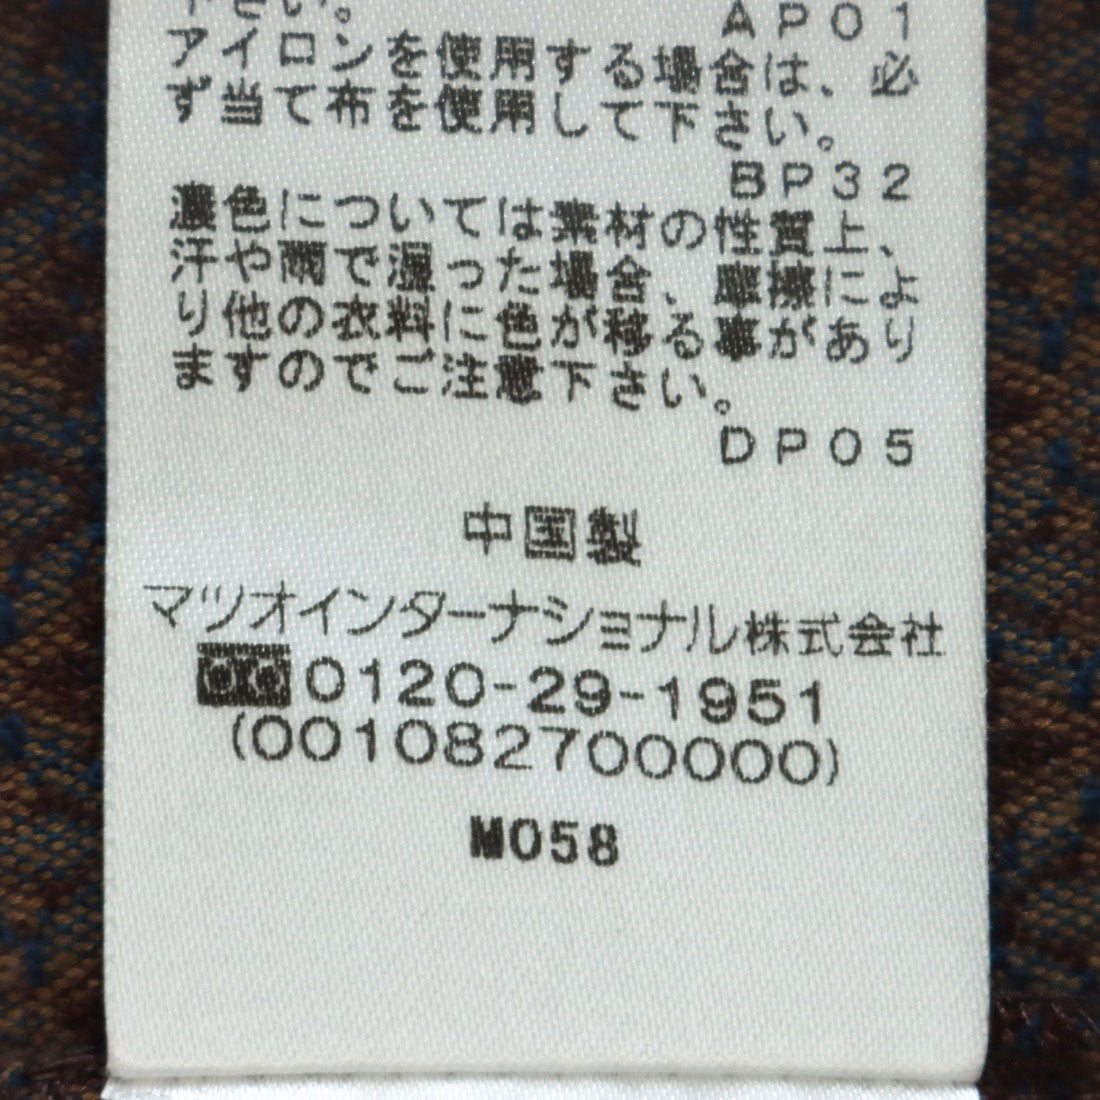 下さい。
AP01
アイロンを使用する場合は、必
ず当て布を使用して下さい。
BP32
濃色については素材の性質上、
汗や雨で湿った場合、摩擦によ
り他の衣料に色が移る事があり
ますのでご注意下さい。
DP05
中国製
マツオインターナショナル株式会社
0120-29-1951
(001082700000)
M058